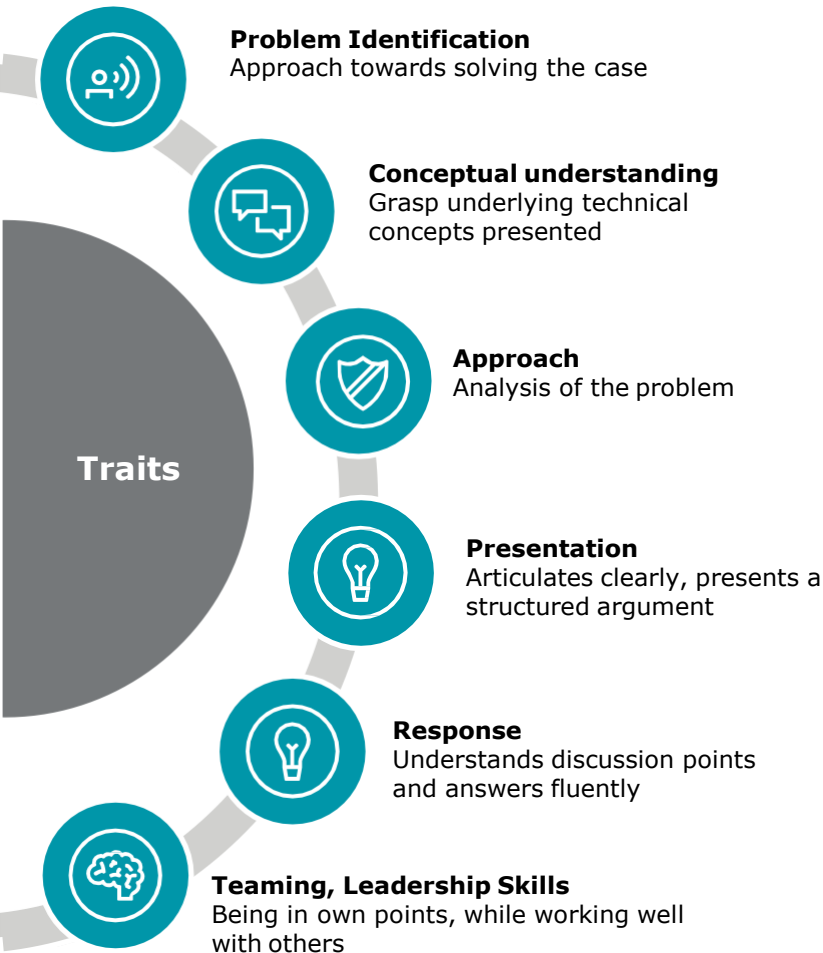 Problem Identification
Approach towards solving the case
Conceptual understanding
Grasp underlying technical
concepts presented
Approach
Analysis of the problem
Traits
Presentation
Articulates clearly, presents a
structured argument
Response
Understands discussion points
and answers fluently
Teaming, Leadership Skills
Being in own points, while working well
with others